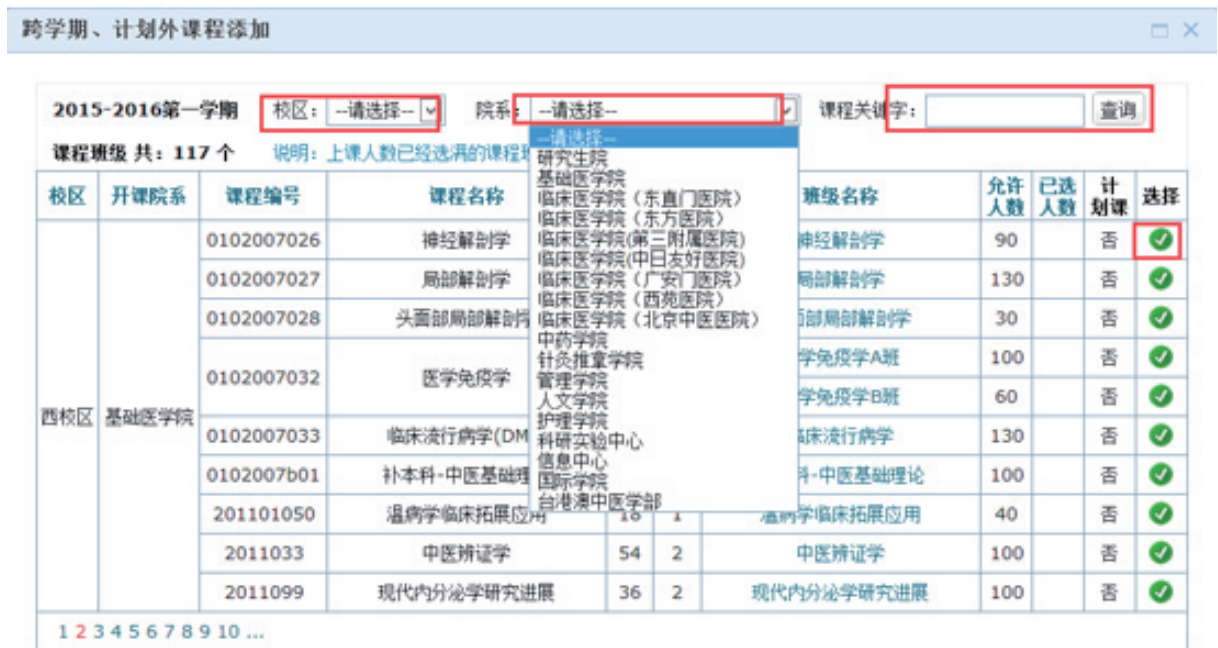 跨学期、计划外课程添加
2015-2016第一学期 校区： --请选择-- 院系： --请选择-- 课程关键字： 查询
课程班级 共：117 个 说明：上课人数已经选满的课程班
--请选择--
研究生院
基础医学院
临床医学院（东直门医院）
临床医学院（东方医院）
临床医学院(第三附属医院)
临床医学院(中日友好医院)
临床医学院（广安门医院）
临床医学院（西苑医院）
临床医学院（北京中医医院）
中药学院
针灸推拿学院
管理学院
人文学院
护理学院
科研实验中心
信息中心
国际学院
台港澳中医学部
校区 开课院系 课程编号 课程名称 班级名称 允许人数 已选人数 计划课 选择
西校区 基础医学院
0102007026 神经解剖学 神经解剖学 90 否
0102007027 局部解剖学 局部解剖学 130 否
0102007028 头面部局部解剖学 面部局部解剖学 30 否
0102007032 医学免疫学 学免疫学A班 100 否
学免疫学B班 60 否
0102007033 临床流行病学(DM 临床流行病学 130 否
0102007b01 补本科-中医基础理 科-中医基础理论 100 否
201101050 温病学临床拓展应用 18 1 温病学临床拓展应用 40 否
2011033 中医辨证学 54 2 中医辨证学 100 否
2011099 现代内分泌学研究进展 36 2 现代内分泌学研究进展 100 否
1 2 3 4 5 6 7 8 9 10 ...